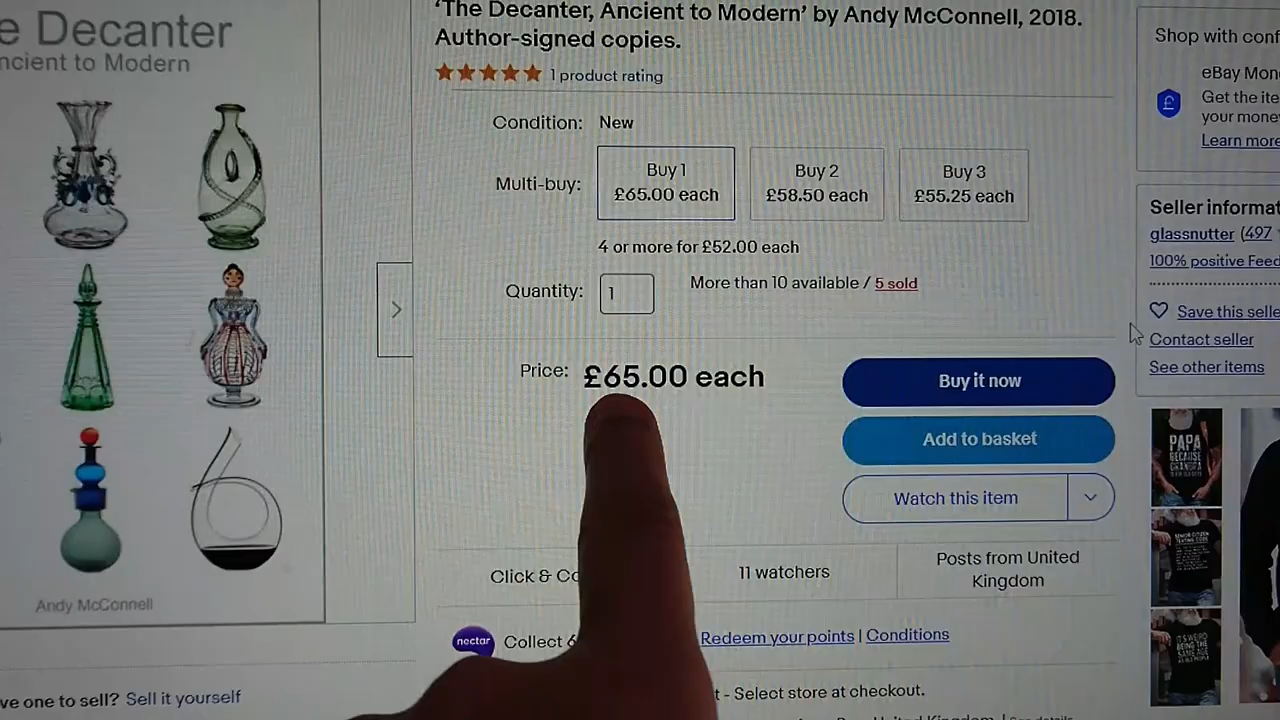 e Decanter
ncient to Modern
Andy McConnell
ve one to sell? Sell it yourself
'The Decanter, Ancient to Modern' by Andy McConnell, 2018.
Author-signed copies.
1 product rating
Condition: New
Multi-buy:
Buy 1
£65.00 each
Buy 2
£58.50 each
Buy 3
£55.25 each
4 or more for £52.00 each
Quantity: 1
More than 10 available / 5 sold
Price: £65.00 each
Buy it now
Add to basket
Watch this item
Click & Co
11 watchers
Posts from United
Kingdom
nectar Collect 6
Redeem your points | Conditions
t - Select store at checkout.
Shop with conf
eBay Mon
£
Get the ite
your mone
Learn more
Seller informat
glassnutter (497
100% positive Feed
Save this selle
Contact seller
See other items
PAPA
BECAUSE
GRANDPA